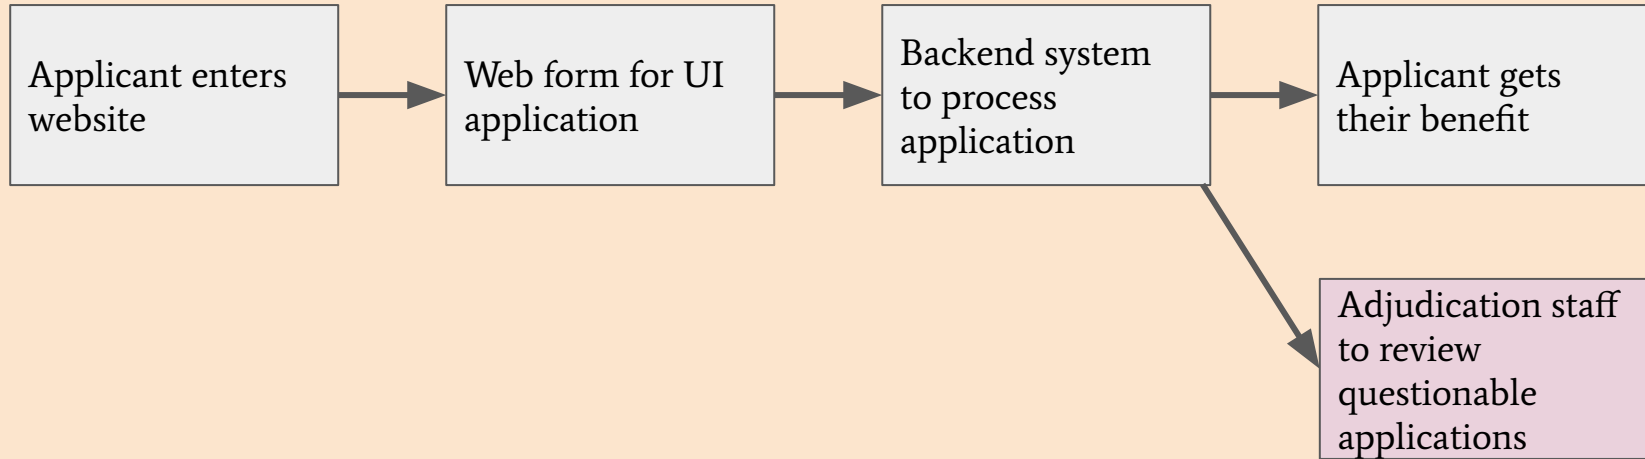 Applicant enters
website
Web form for UI
application
Backend system
to process
application
Applicant gets
their benefit
Adjudication staff
to review
questionable
applications